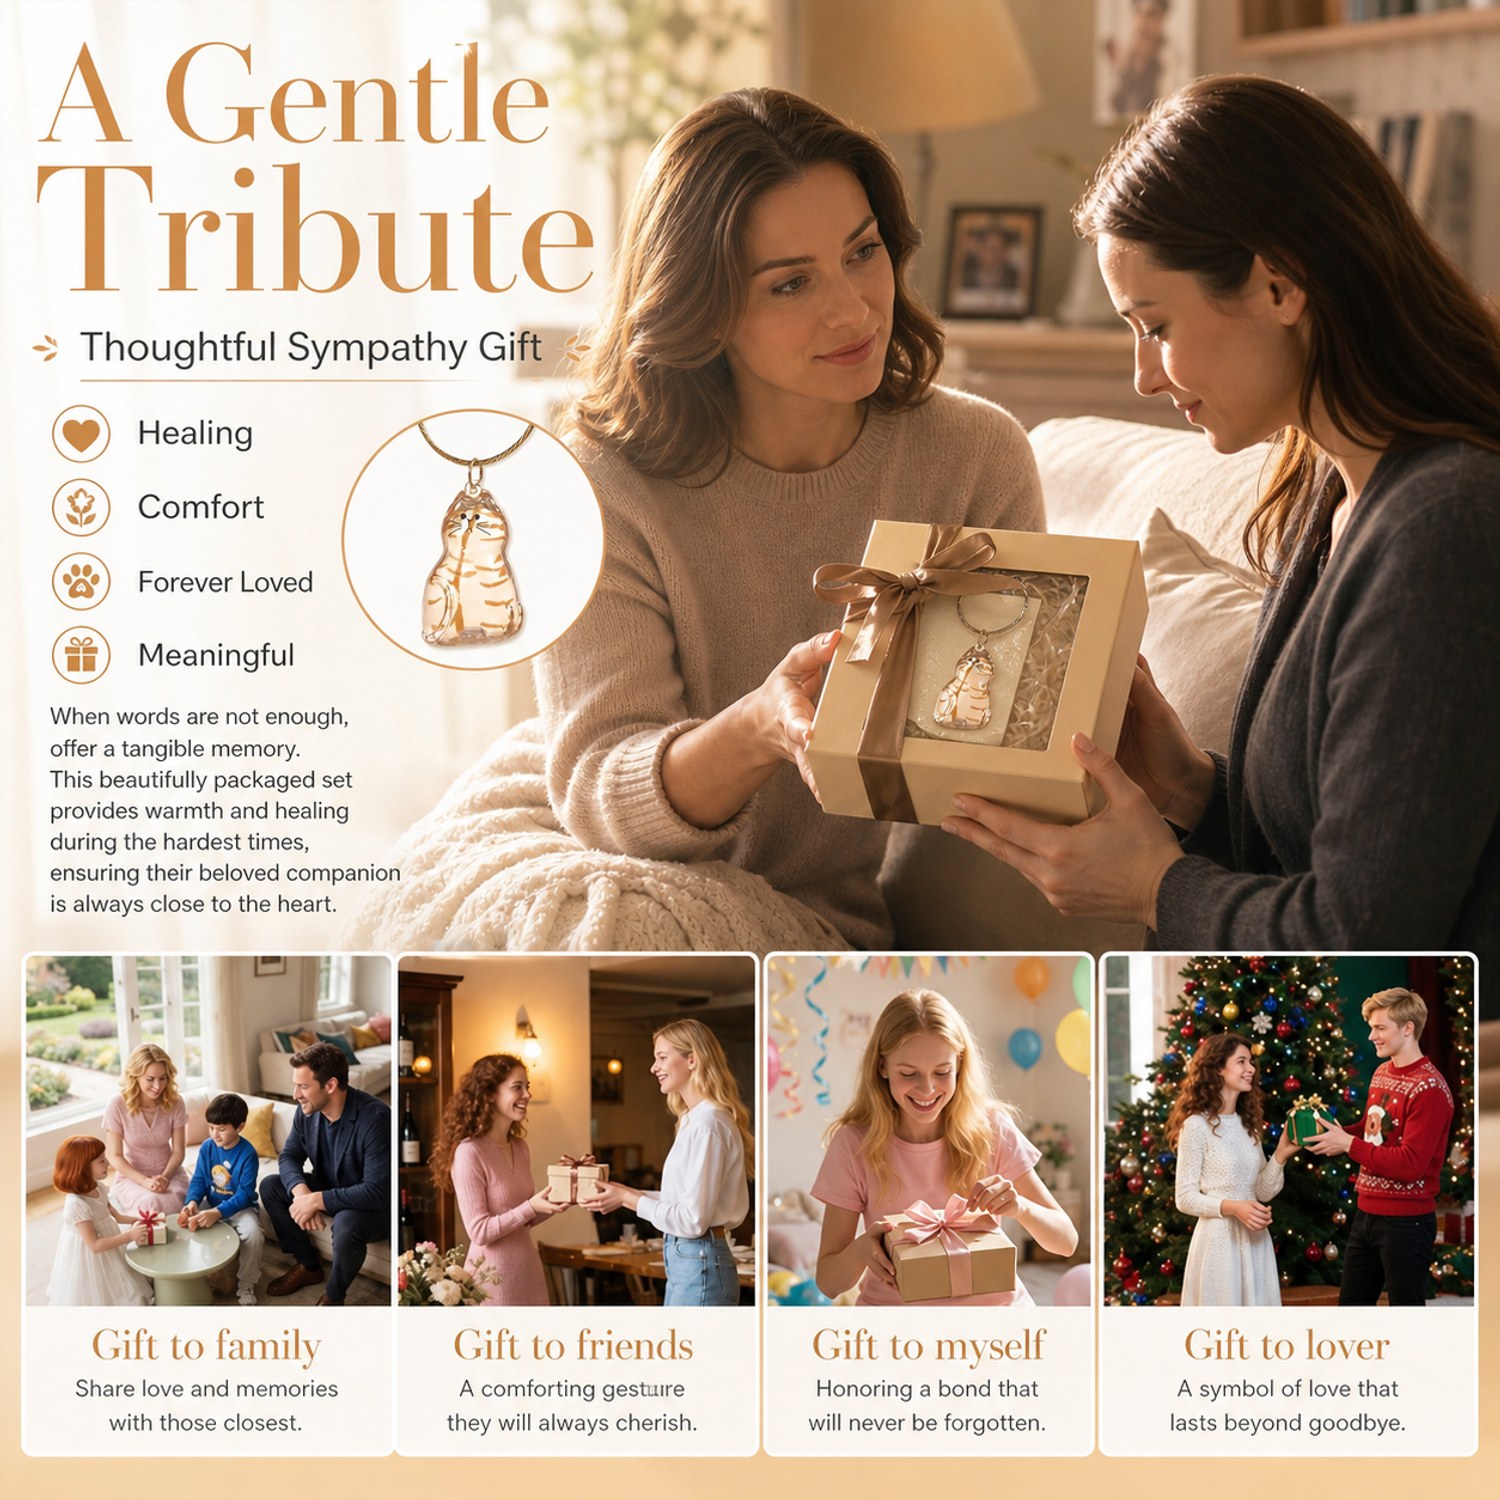 A Gentle
Tribute
Thoughtful Sympathy Gift
Healing
Comfort
Forever Loved
Meaningful
When words are not enough,
offer a tangible memory.
This beautifully packaged set
provides warmth and healing
during the hardest times,
ensuring their beloved companion
is always close to the heart.
Gift to family
Share love and memories
with those closest.
Gift to friends
A comforting gesture
they will always cherish.
Gift to myself
Honoring a bond that
will never be forgotten.
Gift to lover
A symbol of love that
lasts beyond goodbye.